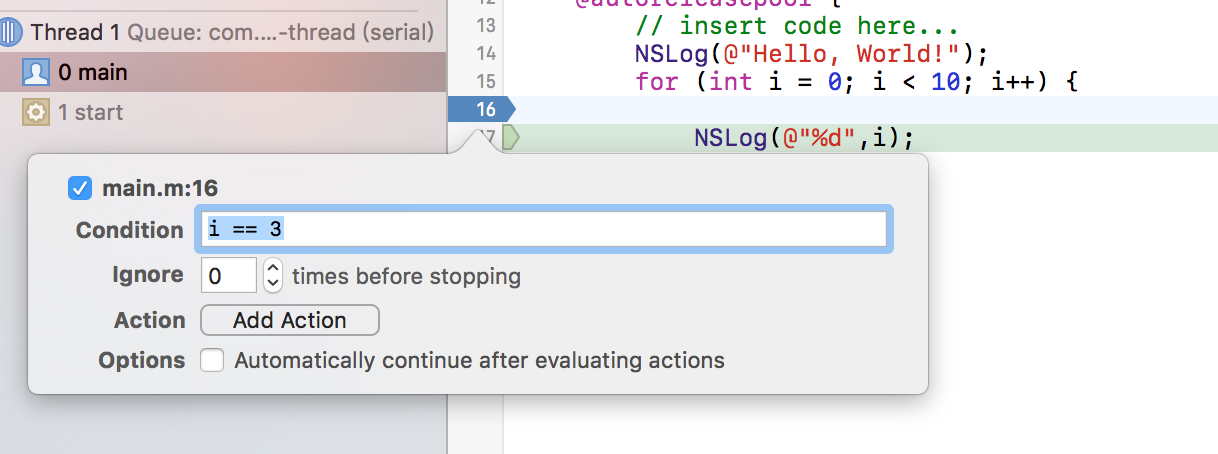 12
@autoreleasepool {
Thread 1 Queue: com....-thread (serial)
13 // insert code here...
0 main
14 NSLog(@"Hello, World!");
15 for (int i = 0; i < 10; i++) {
1 start
16
17 NSLog(@"%d",i);
main.m:16
Condition i == 3
Ignore 0 times before stopping
Action Add Action
Options Automatically continue after evaluating actions